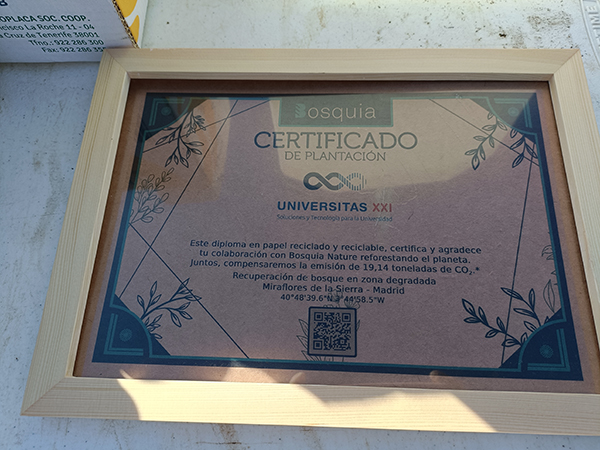 OPLACA SOC. COOP.
ncisco La Roche 11 - 04
Cruz de Tenerife 38001
Tfno.: 922 286 300
Fax: 922 286
Bosquia
CERTIFICADO
DE PLANTACIÓN
UNIVERSITAS XXI
Soluciones y Tecnología para la Universidad
Este diploma en papel reciclado y reciclable, certifica y agradece
tu colaboración con Bosquia Nature reforestando el planeta.
Juntos, compensaremos la emisión de 19,14 toneladas de CO₂.*
Recuperación de bosque en zona degradada
Miraflores de la Sierra - Madrid
40°48'39.6"N 3°44'58.5"W